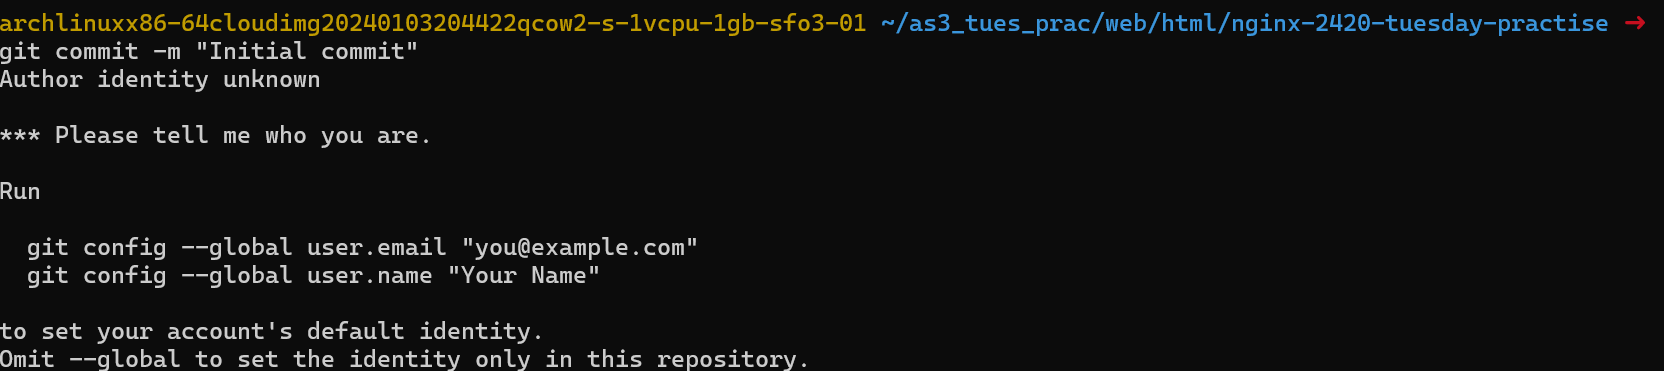 archlinuxx86-64cloudimg20240103204422qcow2-s-1vcpu-1gb-sfo3-01 ~/as3_tues_prac/web/html/nginx-2420-tuesday-practise ➜
git commit -m "Initial commit"
Author identity unknown
*** Please tell me who you are.
Run
git config --global user.email "you@example.com"
git config --global user.name "Your Name"
to set your account's default identity.
Omit --global to set the identity only in this repository.